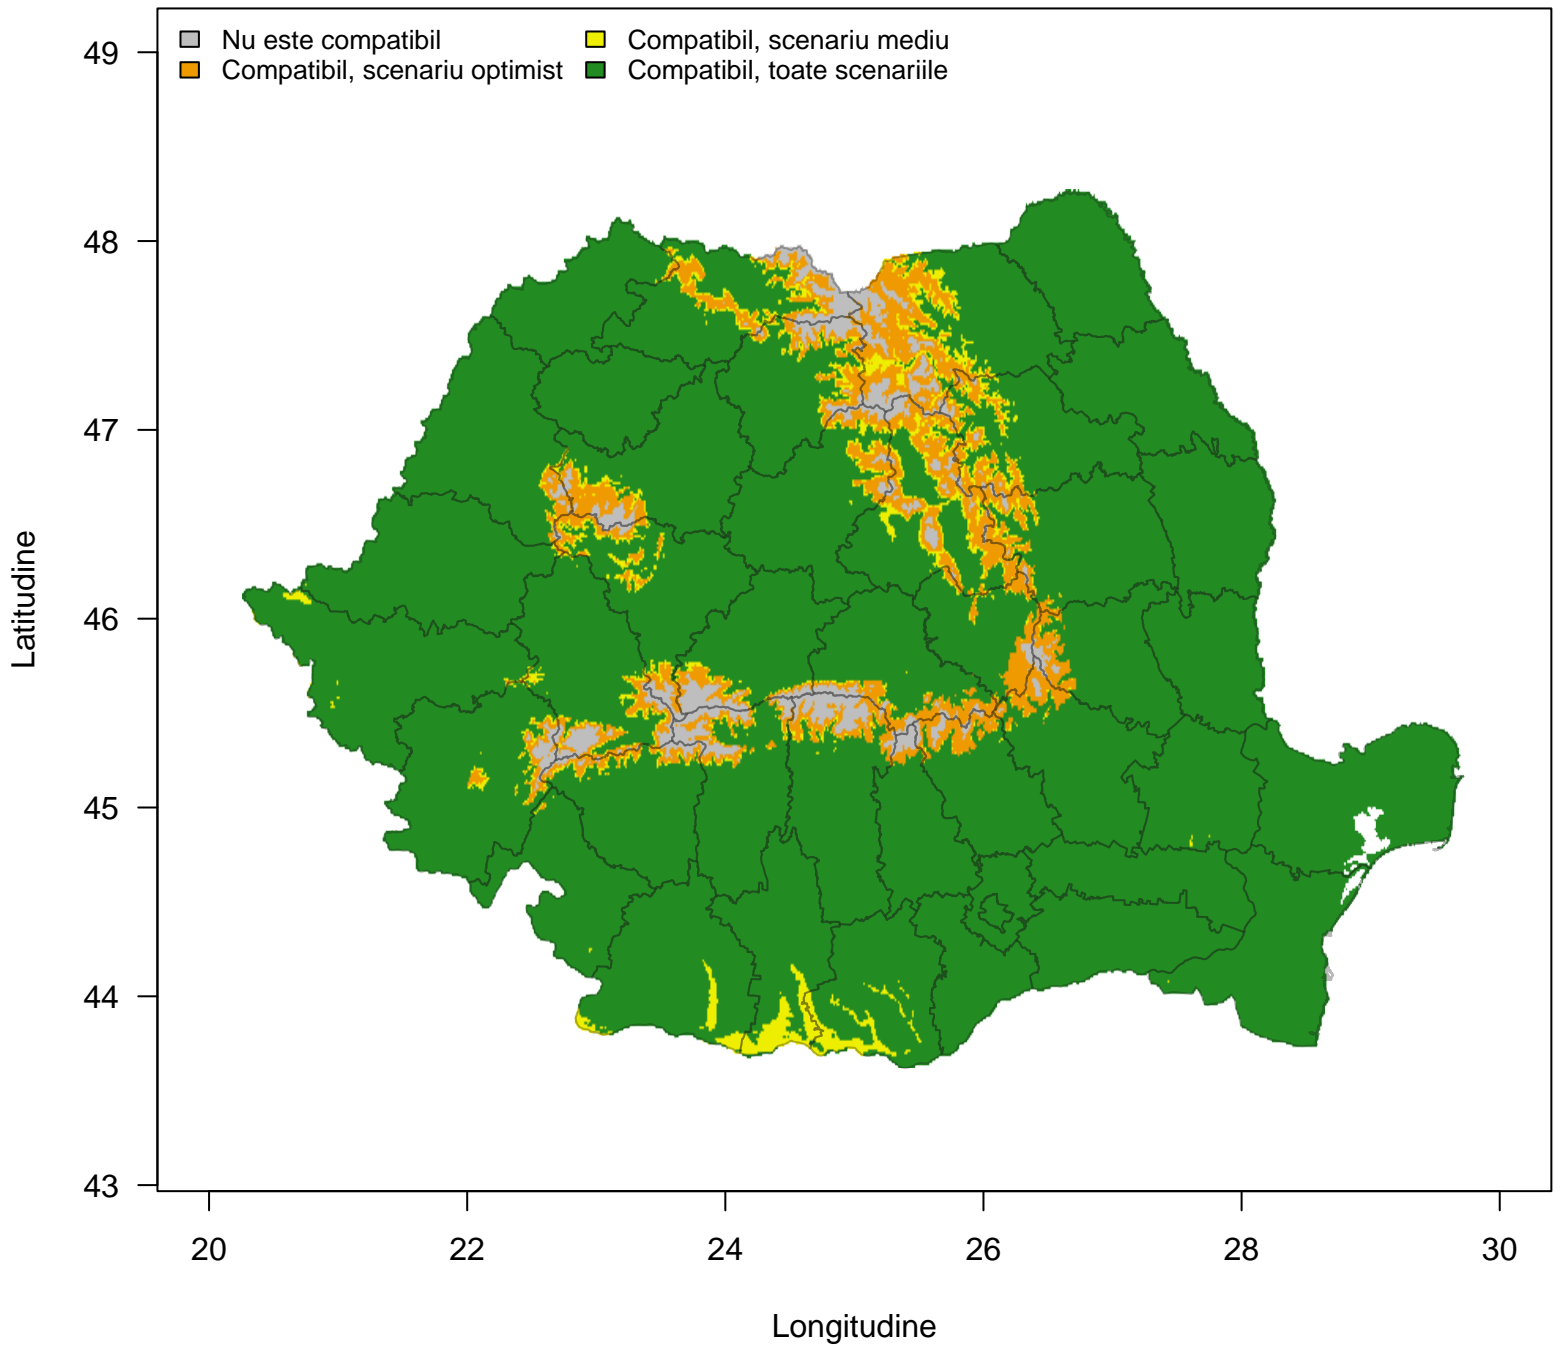 Nu este compatibil
Compatibil, scenariu optimist
Compatibil, scenariu mediu
Compatibil, toate scenariile
49
48
47
46
45
44
43
Latitudine
20 22 24 26 28 30
Longitudine